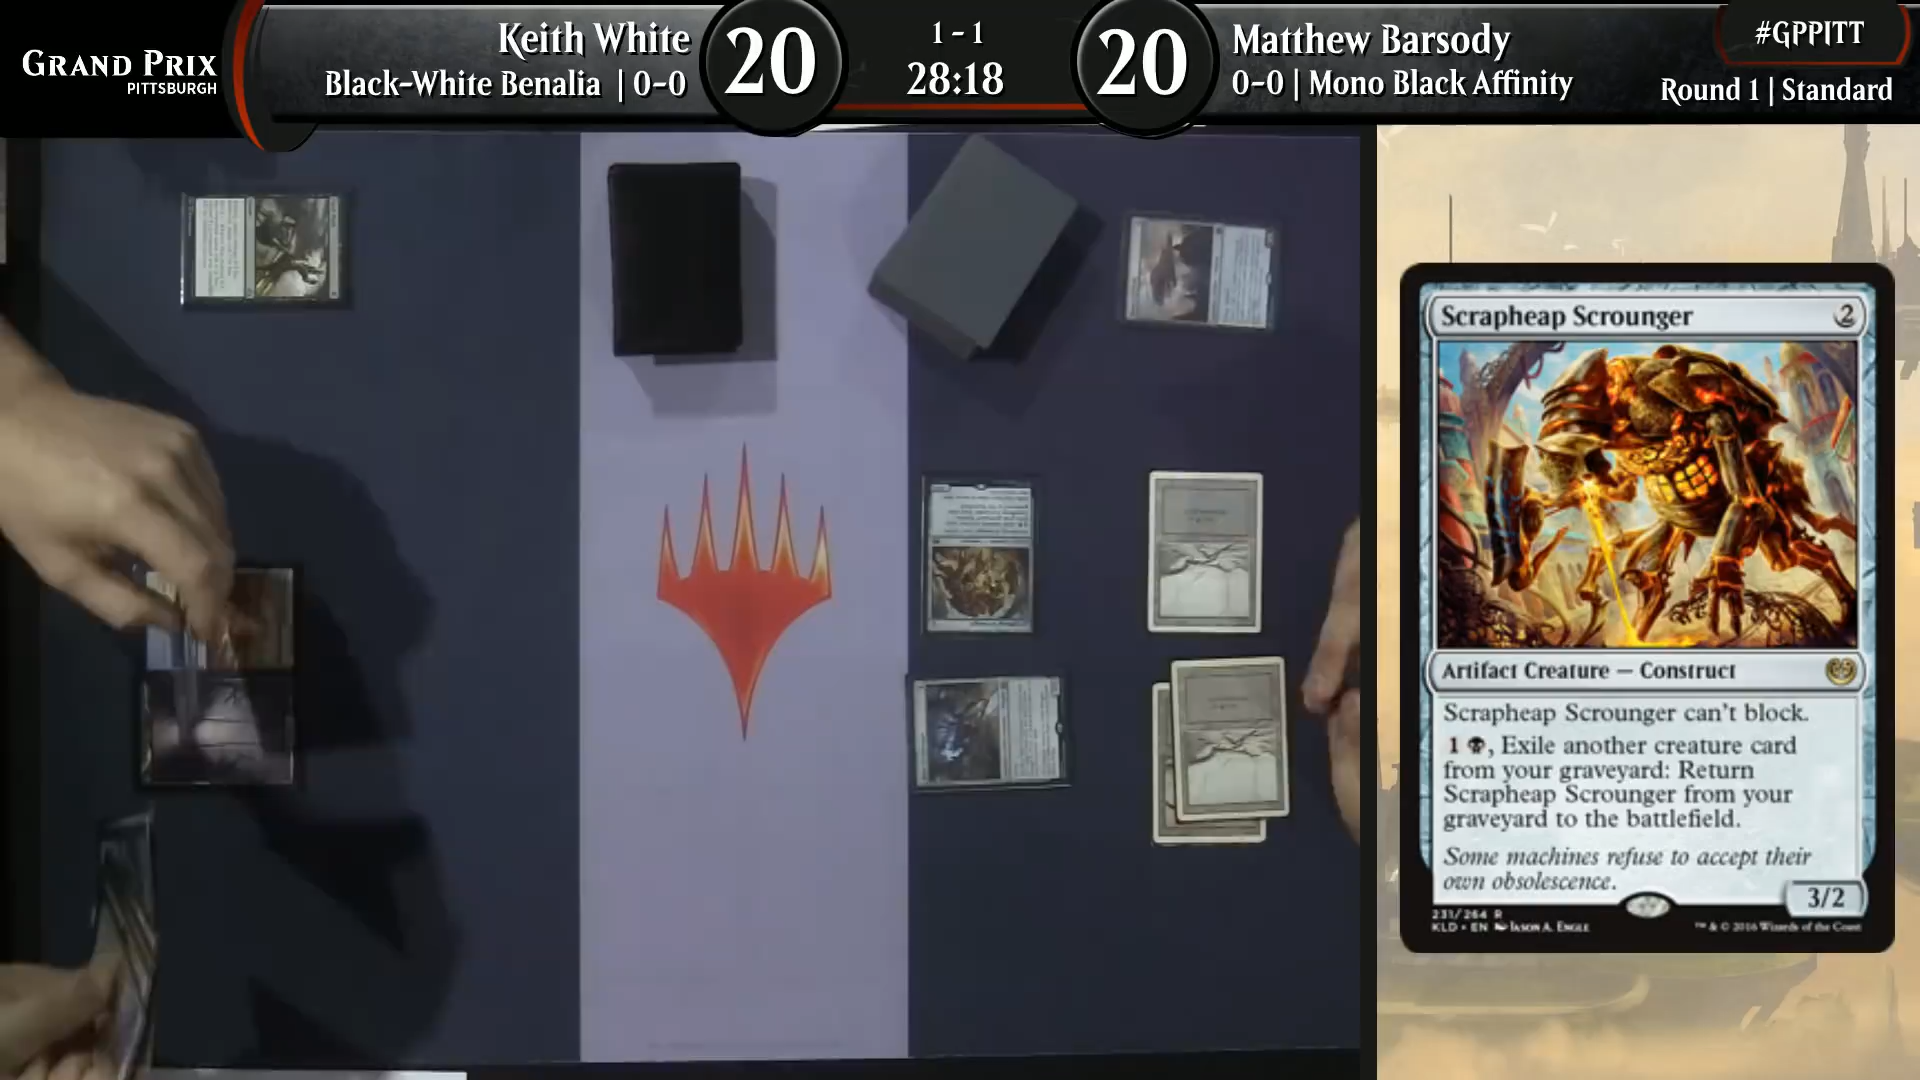 GRAND PRIX
PITTSBURGH
Keith White
Black-White Benalia | 0-0
20
1 - 1
28:18
20
Matthew Barsody
0-0 | Mono Black Affinity
#GPPITT
Round 1 | Standard
Scrapheap Scrounger 2
Artifact Creature — Construct
Scrapheap Scrounger can't block.
1 , Exile another creature card
from your graveyard: Return
Scrapheap Scrounger from your
graveyard to the battlefield.
Some machines refuse to accept their
own obsolescence.
3/2
231/264 R
KLD • EN Jason A. Engle
™ & © 2016 Wizards of the Coast